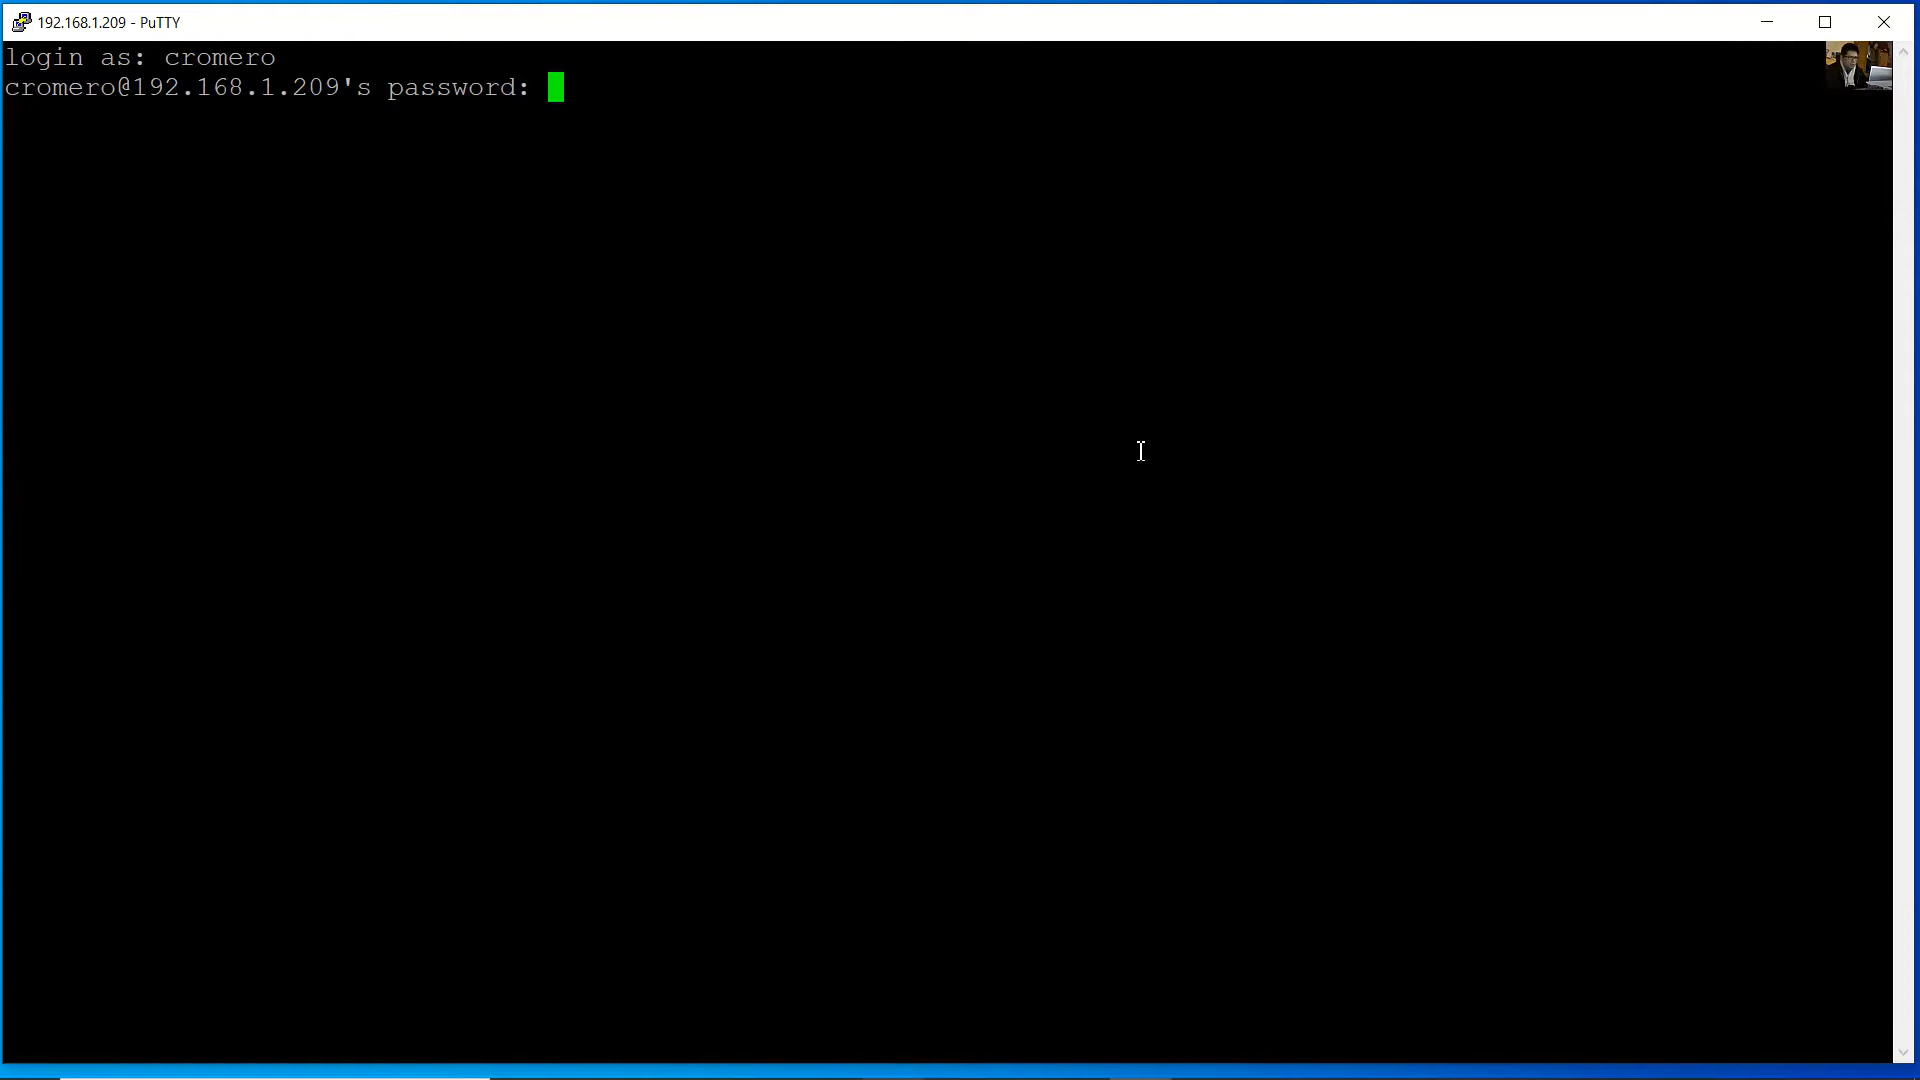 192.168.1.209 - PuTTY
login as: cromero
cromero@192.168.1.209's password: